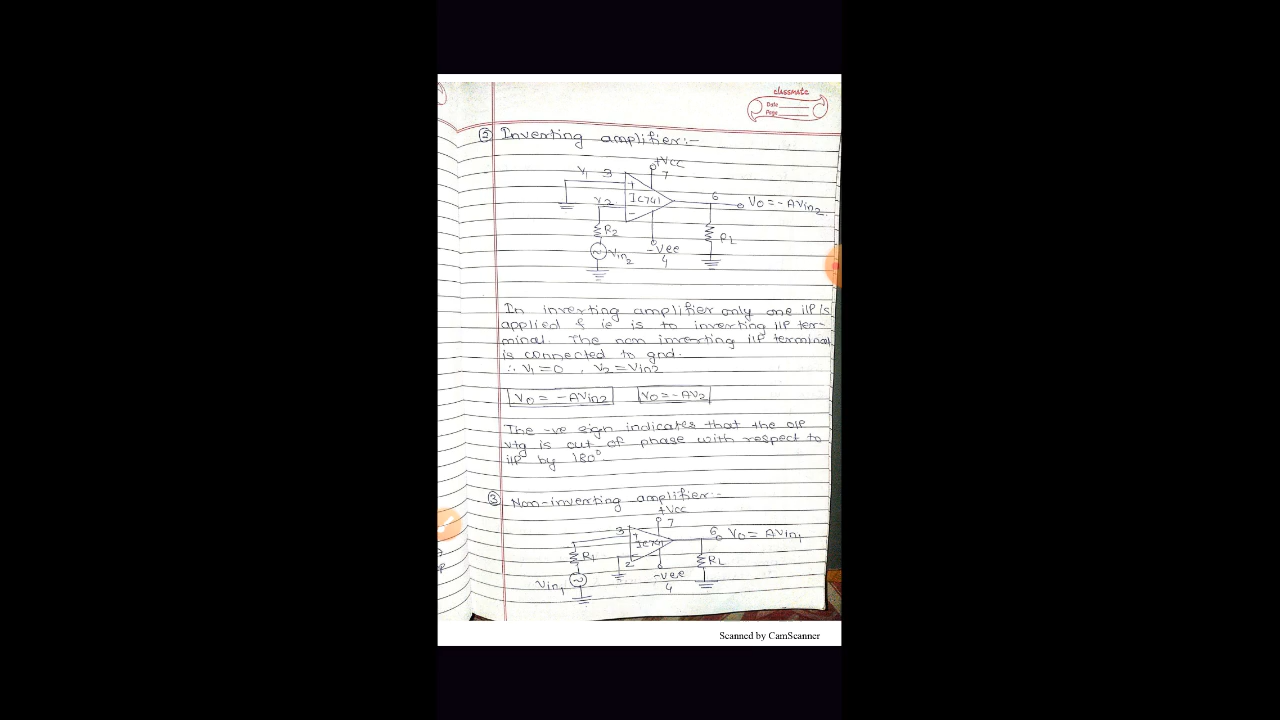 classmate
Date
Page
② Inverting amplifier:-
+Vcc
V1 3 7
+
IC741
6 Vo = -AVin2
V2
-
R2
RL
Vin2
-Vee
4
In inverting amplifier only one i/p is
applied & ie is to inverting i/p ter-
minal. The non inverting i/p terminal
is connected to gnd.
∴ V1 = 0 , V2 = Vin2
Vo = -AVin2 Vo = -AV2
The -ve sign indicates that the o/p
vtg is out of phase with respect to
i/p by 180°
③ Non-inverting amplifier:-
+Vcc
7
3
+
IC741
6 Vo = AVin1
-
R1
2
RL
Vin1
-Vee
4
Scanned by CamScanner